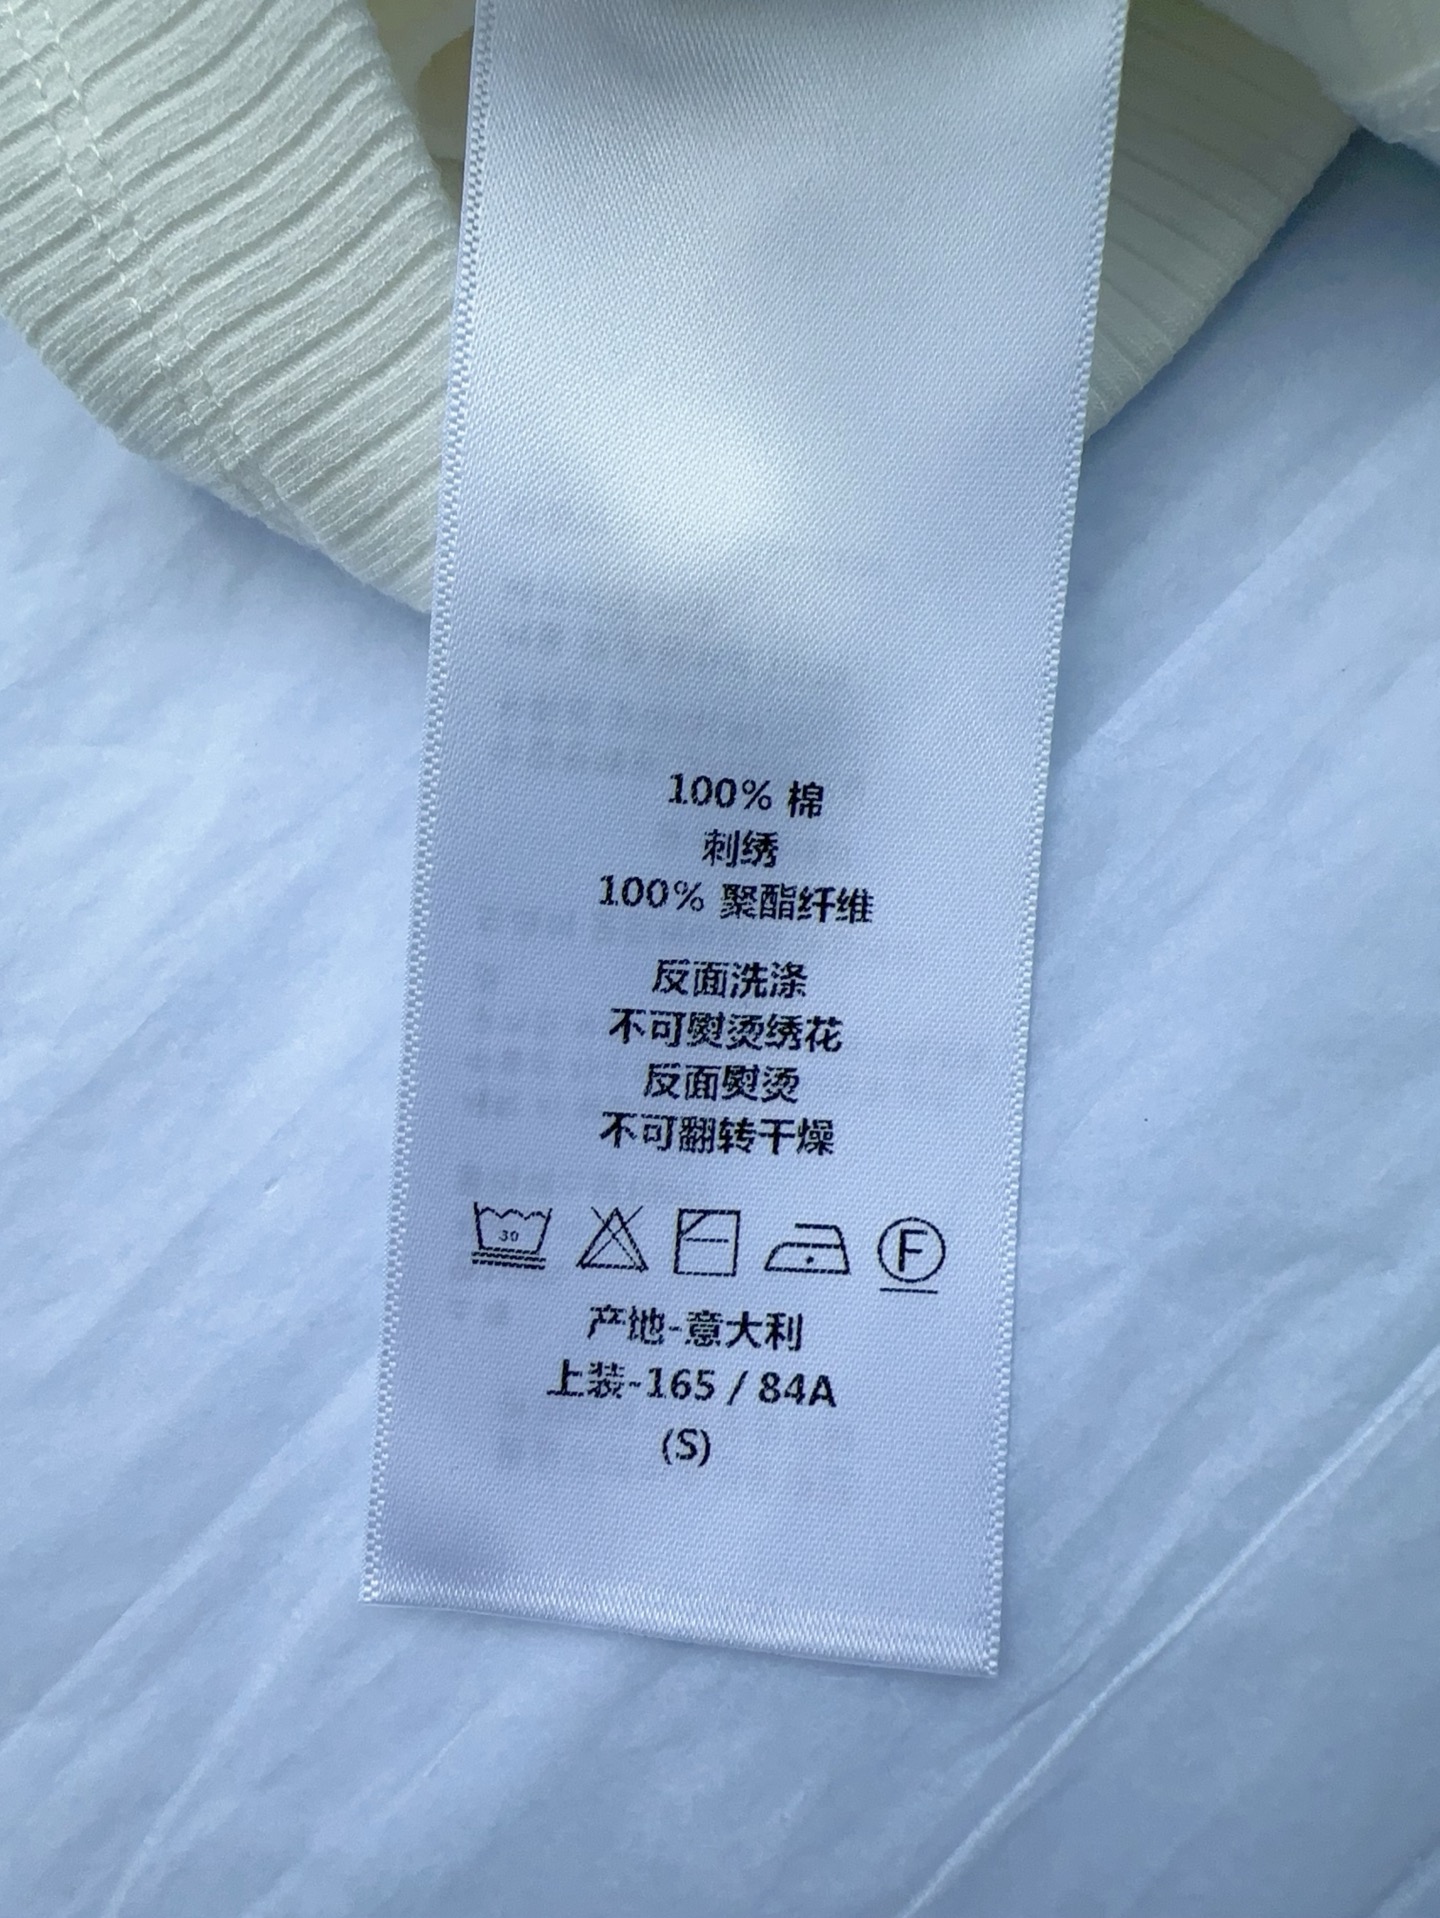 100% 棉
刺绣
100% 聚酯纤维
反面洗涤
不可熨烫绣花
反面熨烫
不可翻转干燥
30
F
产地-意大利
上装-165 / 84A
(S)